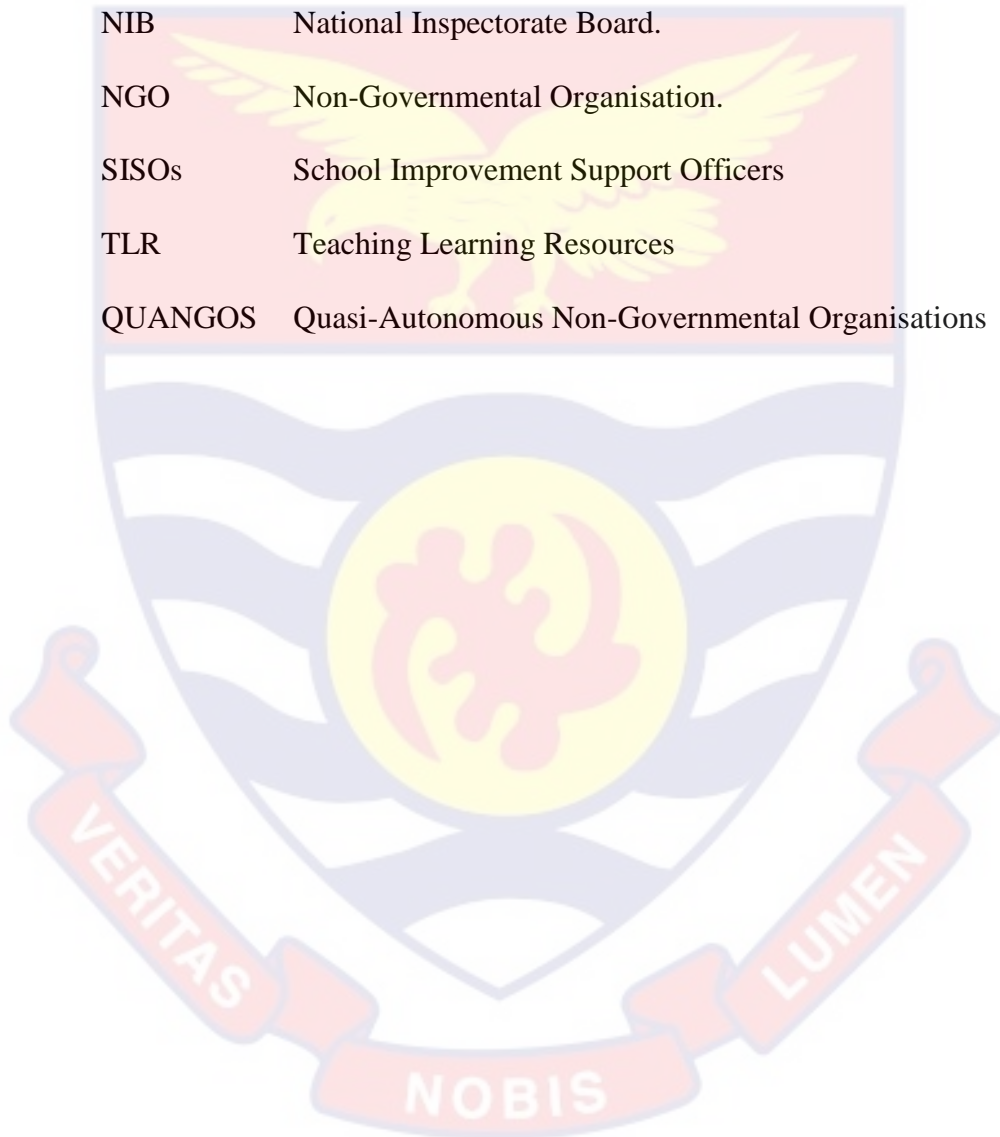 NIB National Inspectorate Board.
NGO Non-Governmental Organisation.
SISOs School Improvement Support Officers
TLR Teaching Learning Resources
QUANGOS Quasi-Autonomous Non-Governmental Organisations
VERITAS
NOBIS
LUMEN